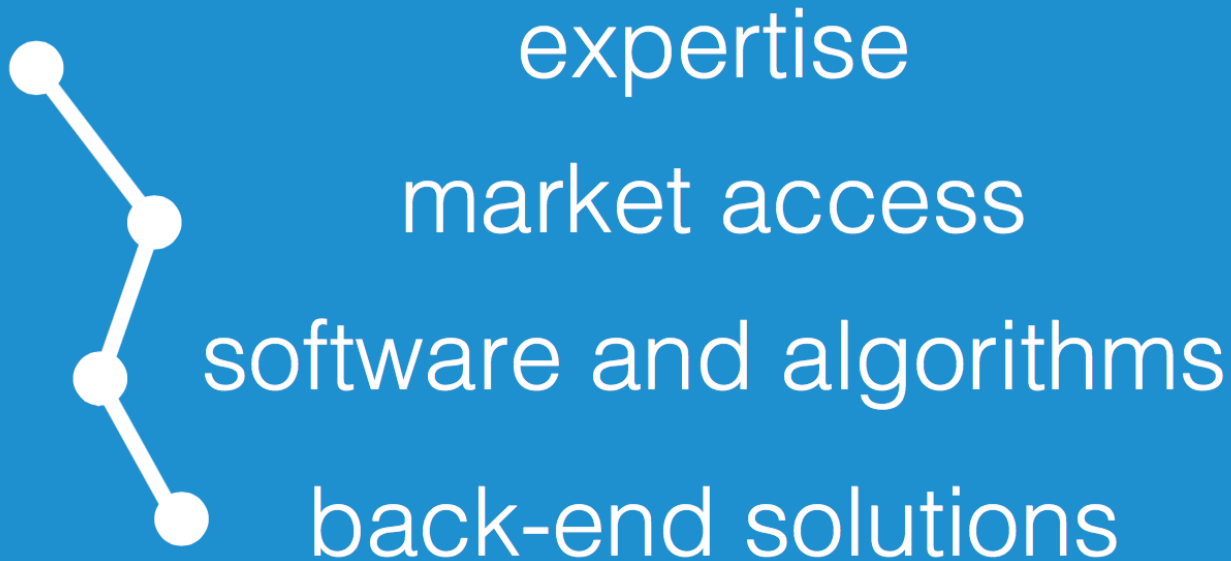 expertise
market access
software and algorithms
back-end solutions